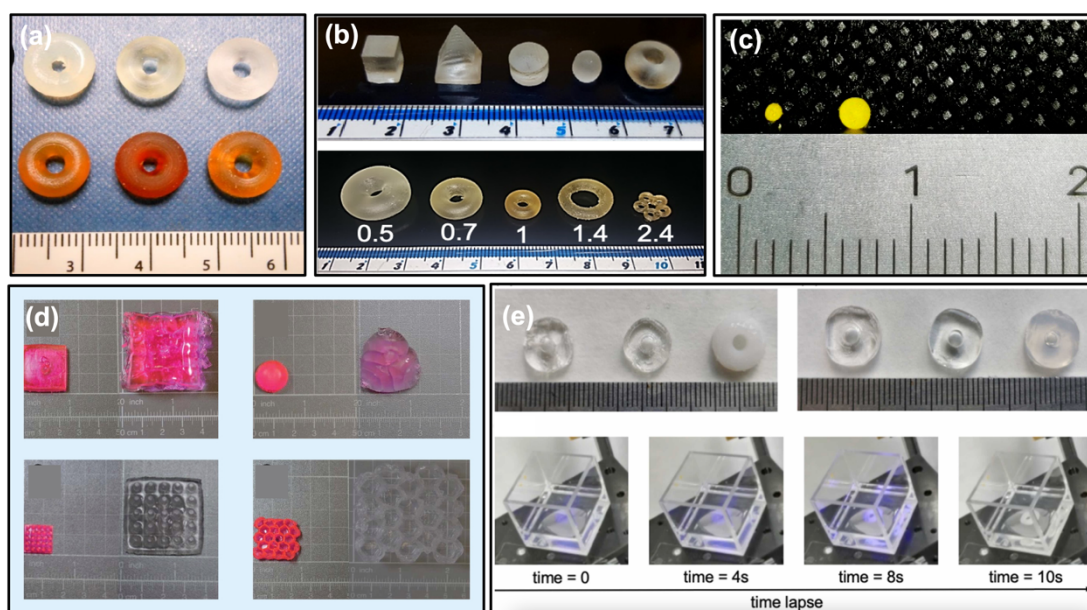 (a)
3 4 5 6
(b)
1 2 3 4 5 6 7
0.5 0.7 1 1.4 2.4
1 2 3 4 5 6 7 8 9 10 11
(c)
0 1 2
(d)
(e)
time = 0 time = 4s time = 8s time = 10s
time lapse